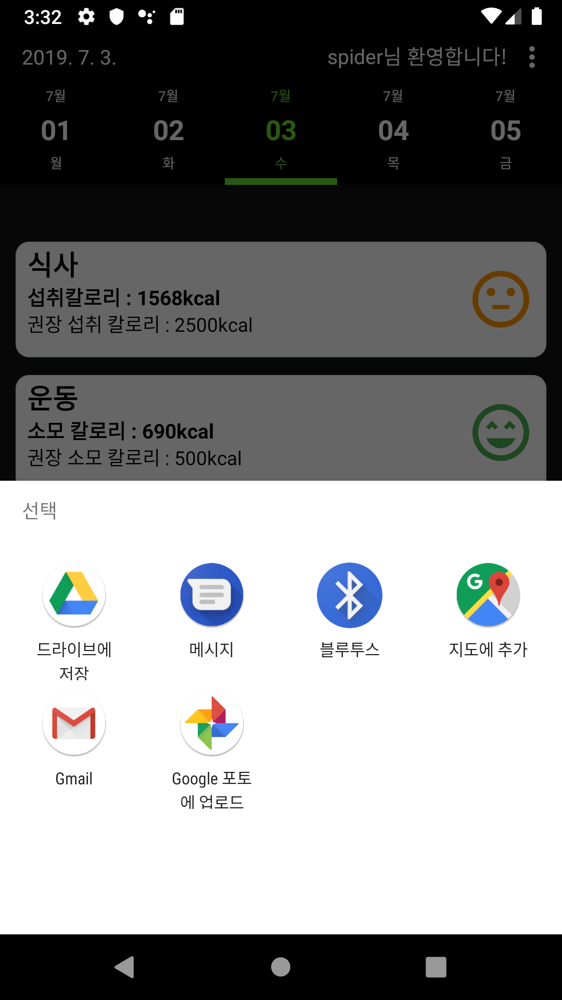 3:32
2019. 7. 3.
spider님 환영합니다!
7월 7월 7월 7월 7월
01 02 03 04 05
월 화 수 목 금
식사
섭취칼로리 : 1568kcal
권장 섭취 칼로리 : 2500kcal
운동
소모 칼로리 : 690kcal
권장 소모 칼로리 : 500kcal
선택
드라이브에
저장
메시지
블루투스
지도에 추가
Gmail
Google 포토
에 업로드